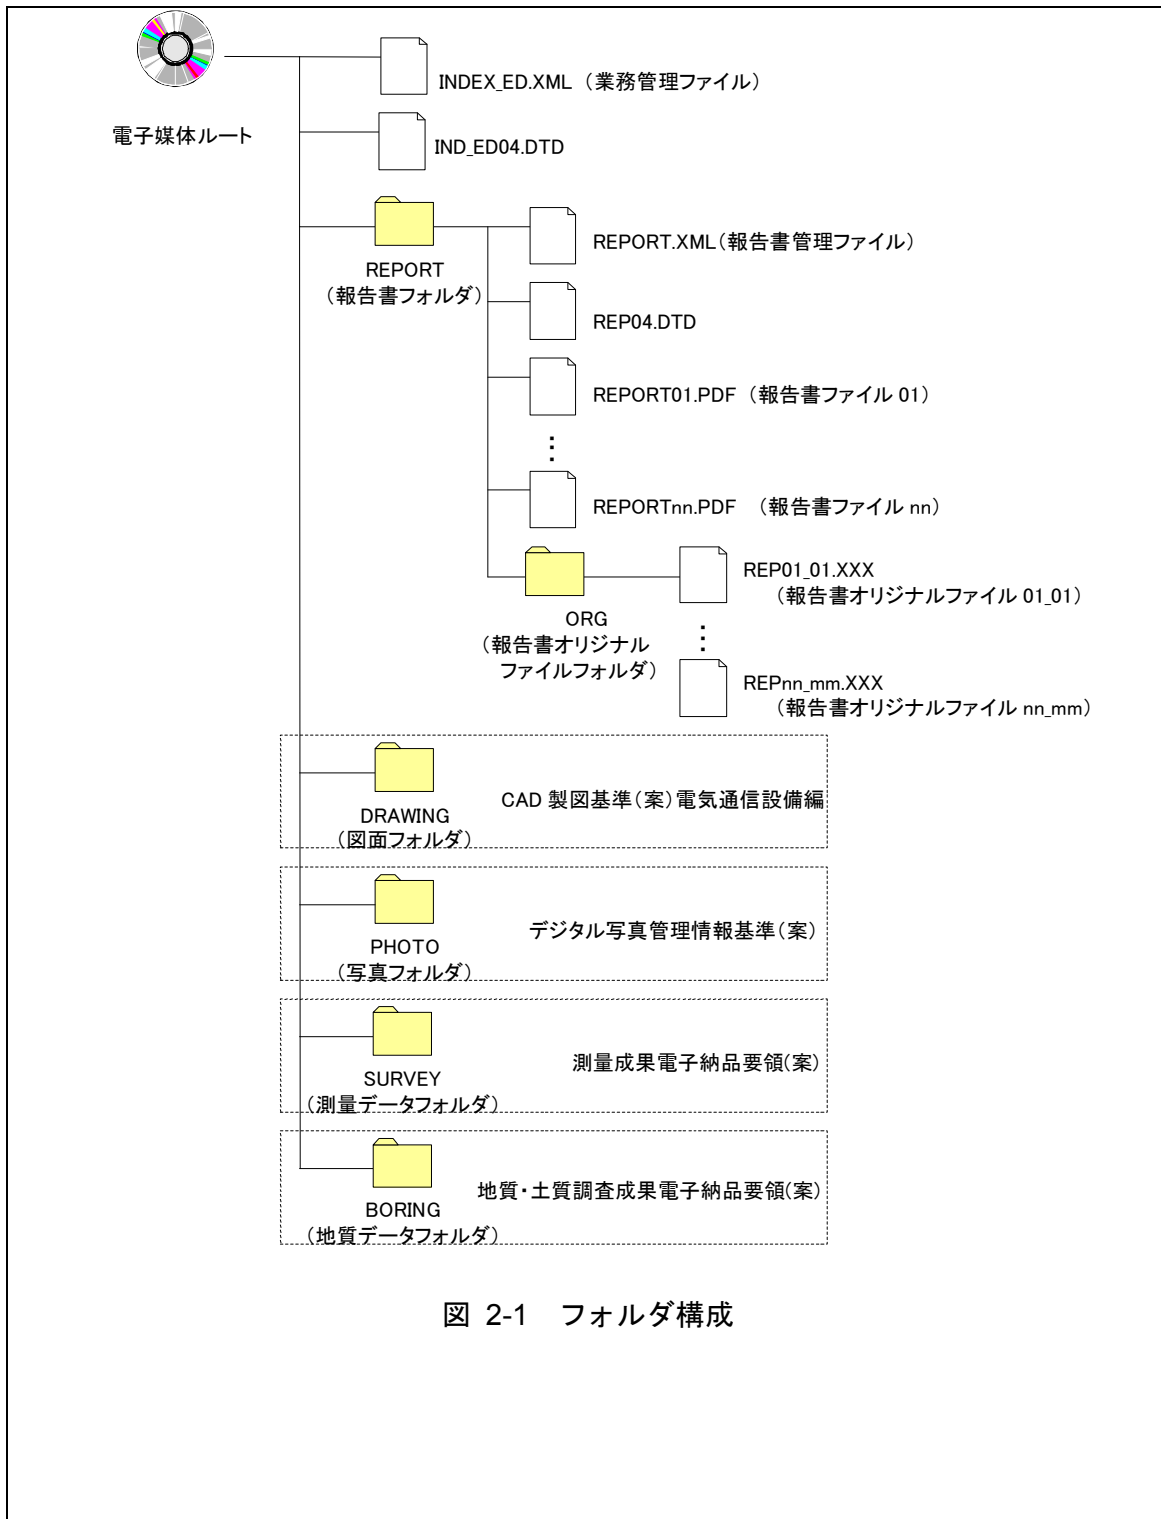 INDEX_ED.XML（業務管理ファイル）
電子媒体ルート
IND_ED04.DTD
REPORT
（報告書フォルダ）
REPORT.XML（報告書管理ファイル）
REP04.DTD
REPORT01.PDF （報告書ファイル 01）
⋮
REPORTnn.PDF （報告書ファイル nn）
ORG
（報告書オリジナル
ファイルフォルダ）
REP01_01.XXX
（報告書オリジナルファイル 01_01）
⋮
REPnn_mm.XXX
（報告書オリジナルファイル nn_mm）
DRAWING
（図面フォルダ）
CAD 製図基準（案）電気通信設備編
PHOTO
（写真フォルダ）
デジタル写真管理情報基準（案）
SURVEY
（測量データフォルダ）
測量成果電子納品要領(案)
BORING
（地質データフォルダ）
地質・土質調査成果電子納品要領(案)
図 2-1　フォルダ構成